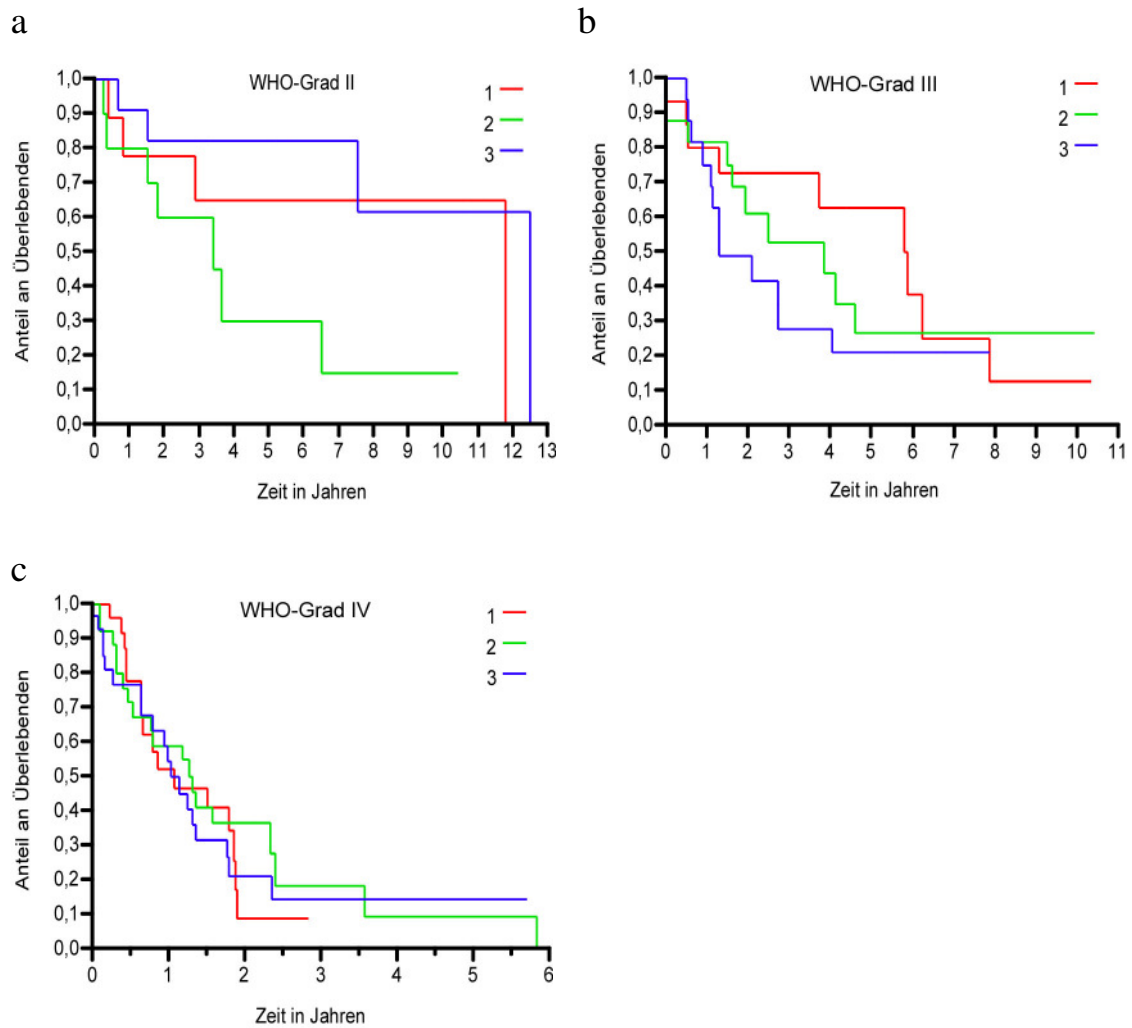 a
WHO-Grad II
1
2
3
Anteil an Überlebenden
1,0
0,9
0,8
0,7
0,6
0,5
0,4
0,3
0,2
0,1
0,0
0 1 2 3 4 5 6 7 8 9 10 11 12 13
Zeit in Jahren
b
WHO-Grad III
1
2
3
Anteil an Überlebenden
1,0
0,9
0,8
0,7
0,6
0,5
0,4
0,3
0,2
0,1
0,0
0 1 2 3 4 5 6 7 8 9 10 11
Zeit in Jahren
c
WHO-Grad IV
1
2
3
Anteil an Überlebenden
1,0
0,9
0,8
0,7
0,6
0,5
0,4
0,3
0,2
0,1
0,0
0 1 2 3 4 5 6
Zeit in Jahren